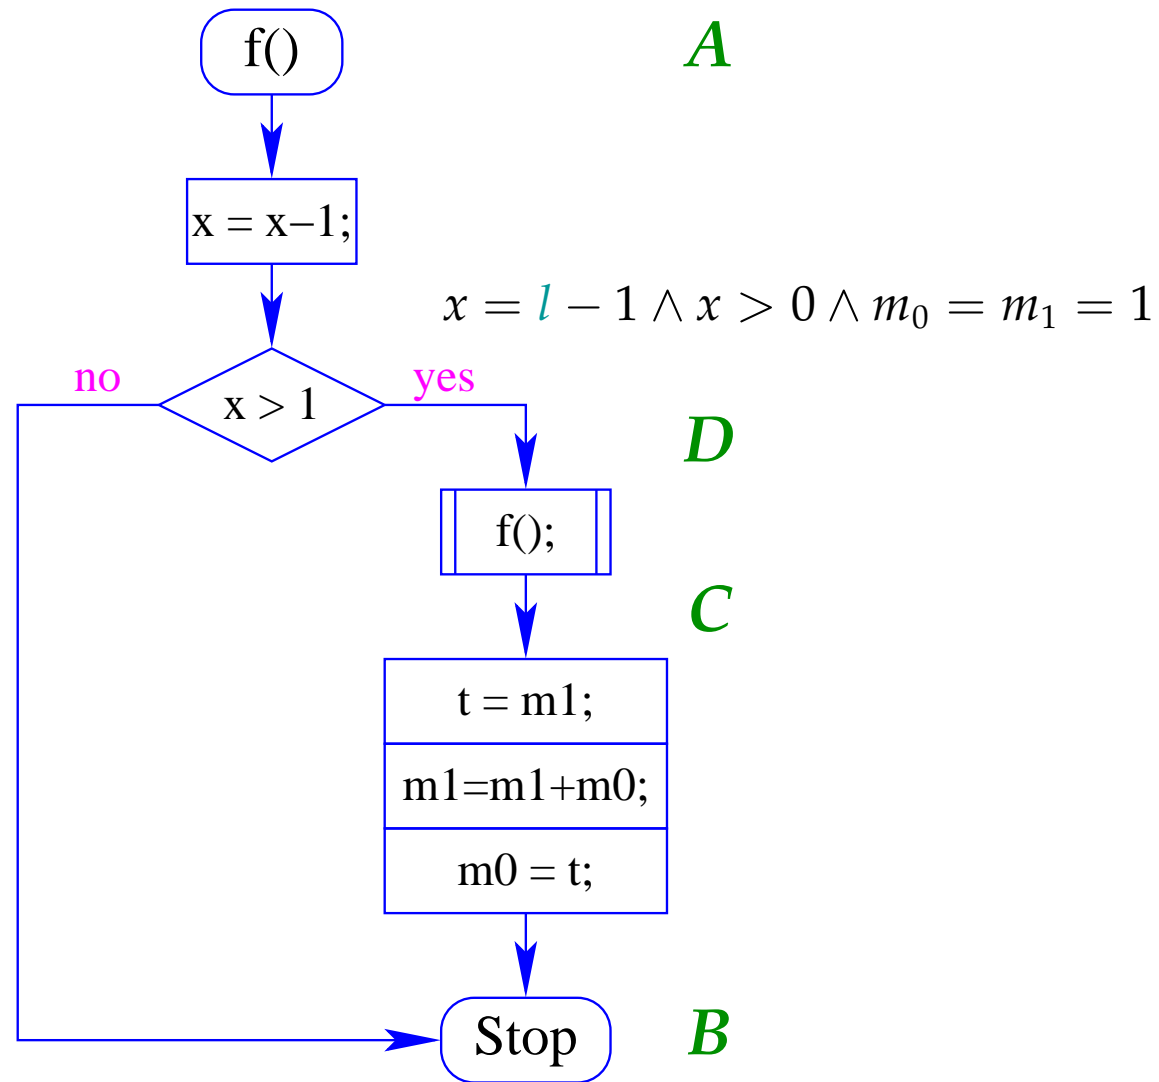 f()
A
x = x−1;
x = l − 1 ∧ x > 0 ∧ m₀ = m₁ = 1
no
yes
x > 1
D
f();
C
t = m1;
m1=m1+m0;
m0 = t;
Stop
B